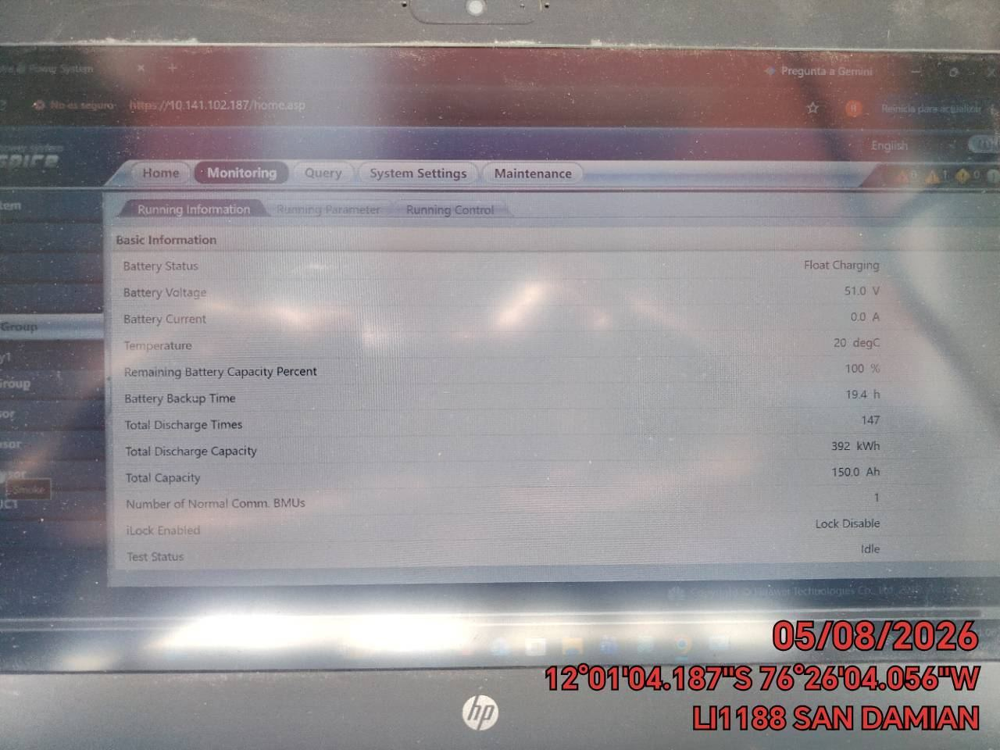 Power System
Pregunta a Gemini
No es seguro https://10.141.102.187/home.asp
Reinicia para actualizar
English
Home Monitoring Query System Settings Maintenance
Running Information Running Parameter Running Control
Basic Information
Battery Status Float Charging
Battery Voltage 51.0 V
Battery Current 0.0 A
Temperature 20 degC
Remaining Battery Capacity Percent 100 %
Battery Backup Time 19.4 h
Total Discharge Times 147
Total Discharge Capacity 392 kWh
Total Capacity 150.0 Ah
Number of Normal Comm. BMUs 1
iLock Enabled Lock Disable
Test Status Idle
Group
Smoke
Huawei Technologies Co., Ltd.
05/08/2026
12°01'04.187"S 76°26'04.056"W
LI1188 SAN DAMIAN
hp